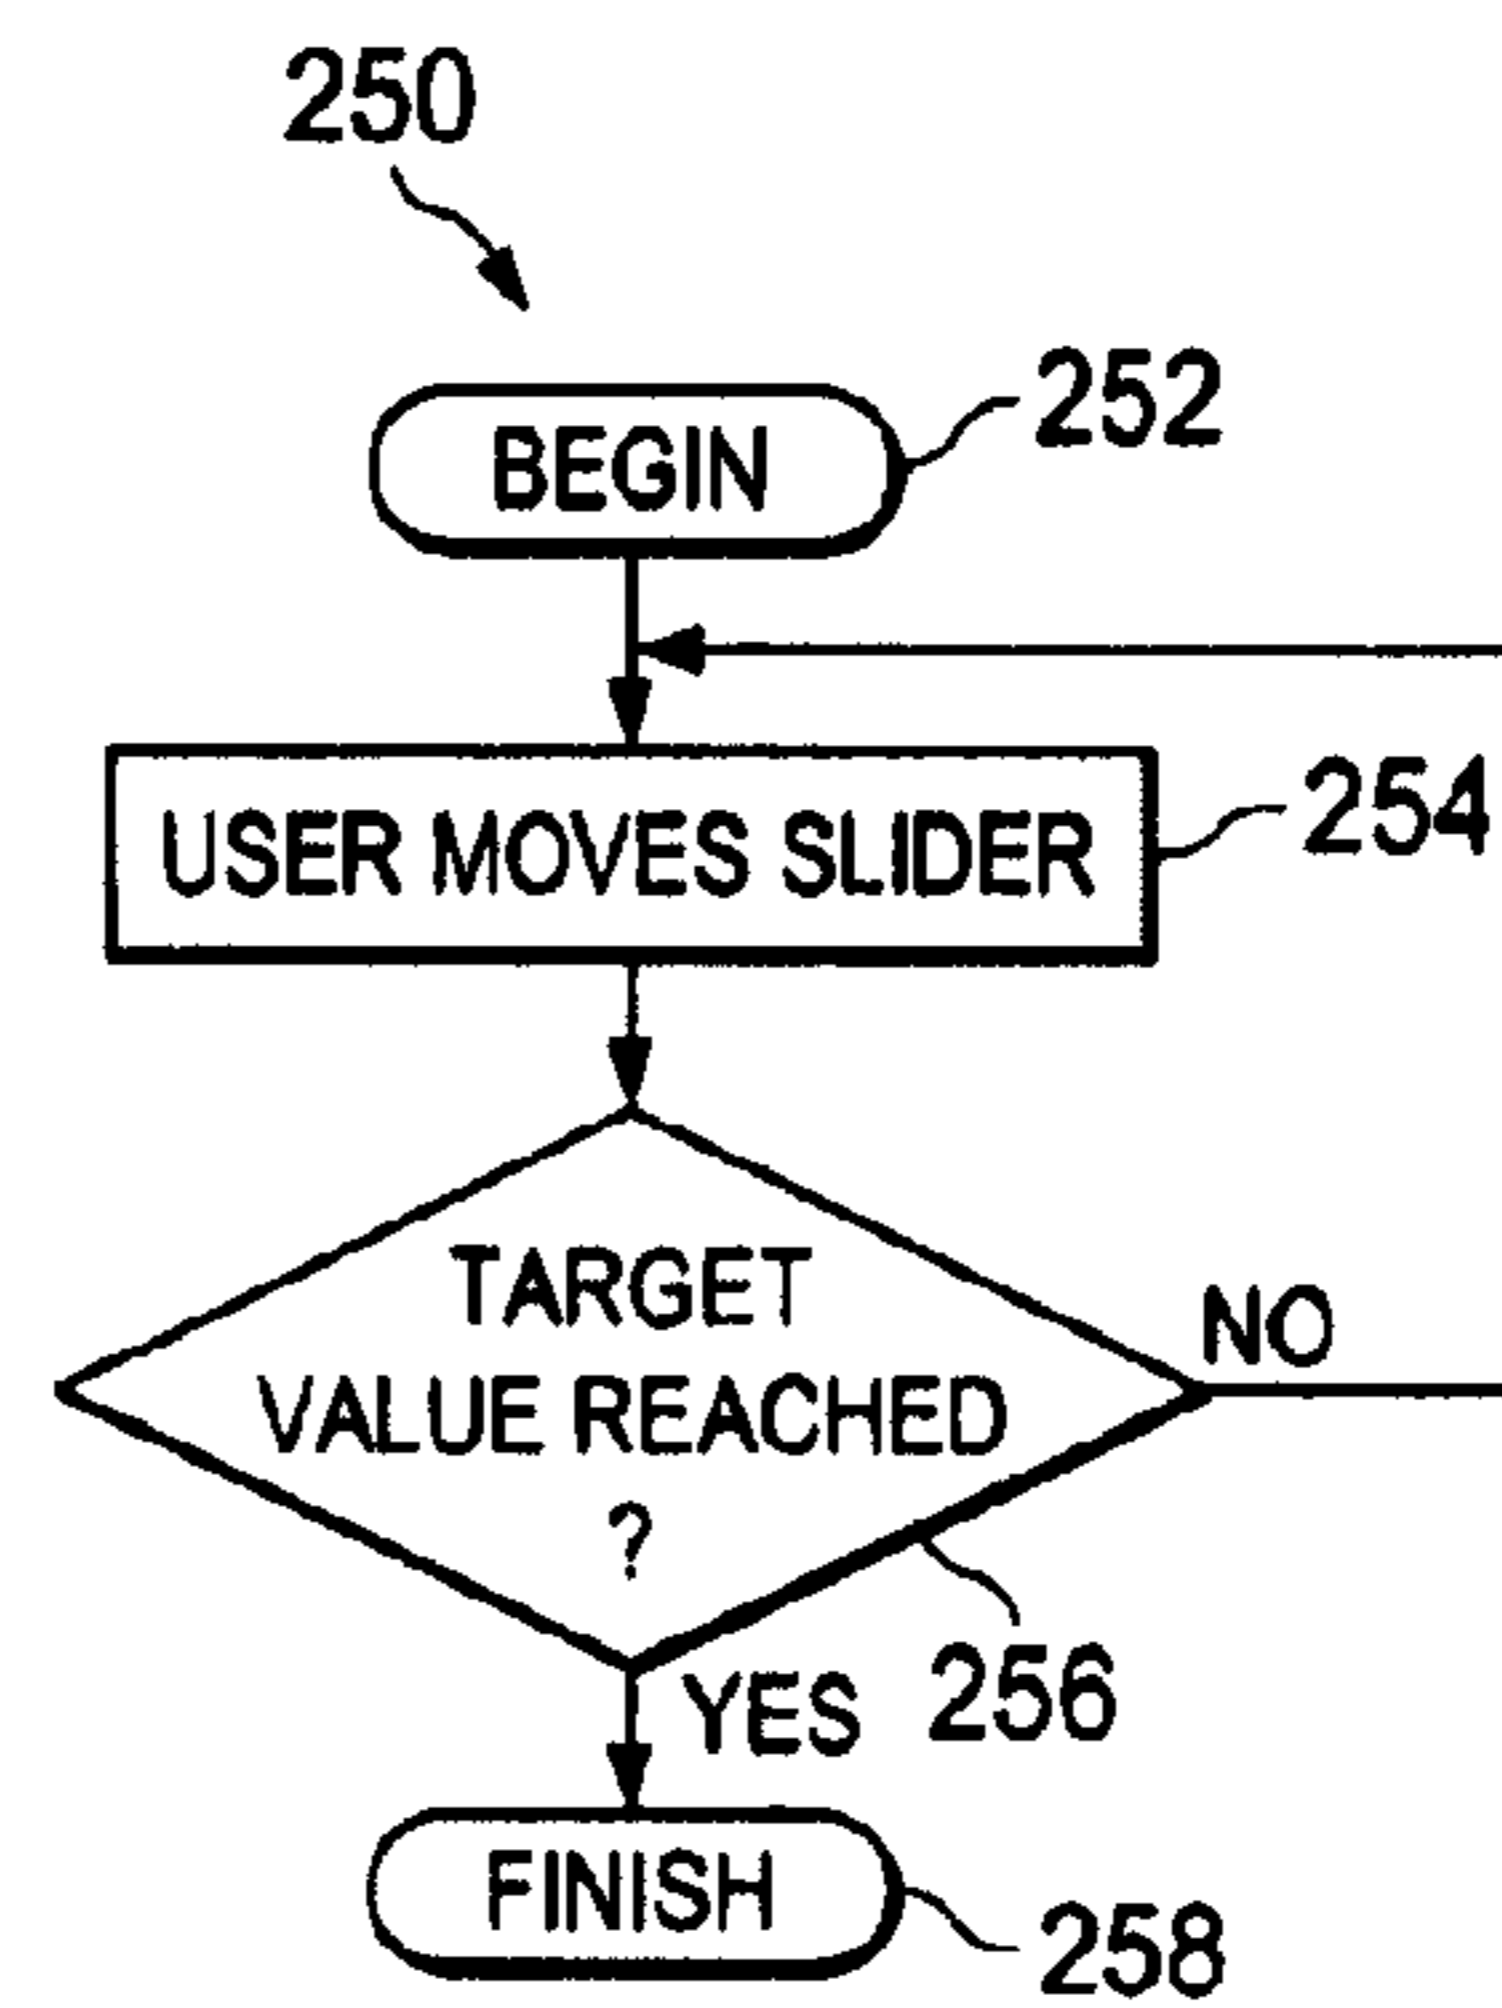 250
BEGIN
252
USER MOVES SLIDER
254
TARGET
VALUE REACHED
?
NO
256
YES
FINISH
258